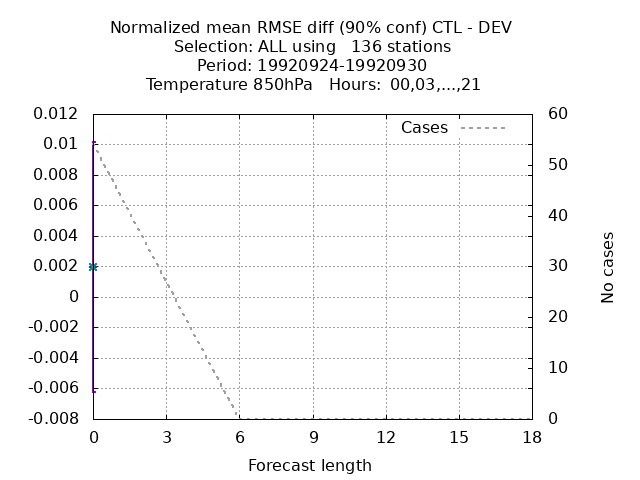 Normalized mean RMSE diff (90% conf) CTL - DEV
Selection: ALL using   136 stations
Period: 19920924-19920930
Temperature 850hPa   Hours:  00,03,...,21
Cases
0.012
0.01
0.008
0.006
0.004
0.002
0
-0.002
-0.004
-0.006
-0.008
60
50
40
30
20
10
0
No cases
0 3 6 9 12 15 18
Forecast length